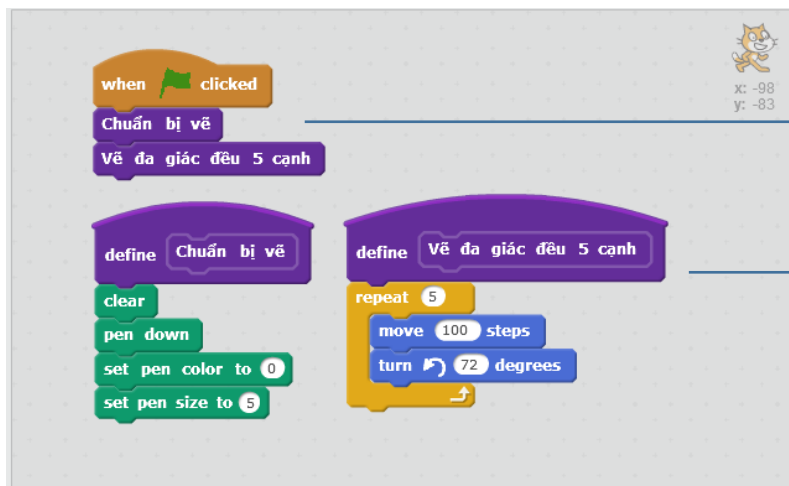 when clicked
Chuẩn bị vẽ
Vẽ đa giác đều 5 cạnh
x: -98
y: -83
define Chuẩn bị vẽ
clear
pen down
set pen color to 0
set pen size to 5
define Vẽ đa giác đều 5 cạnh
repeat 5
move 100 steps
turn 72 degrees